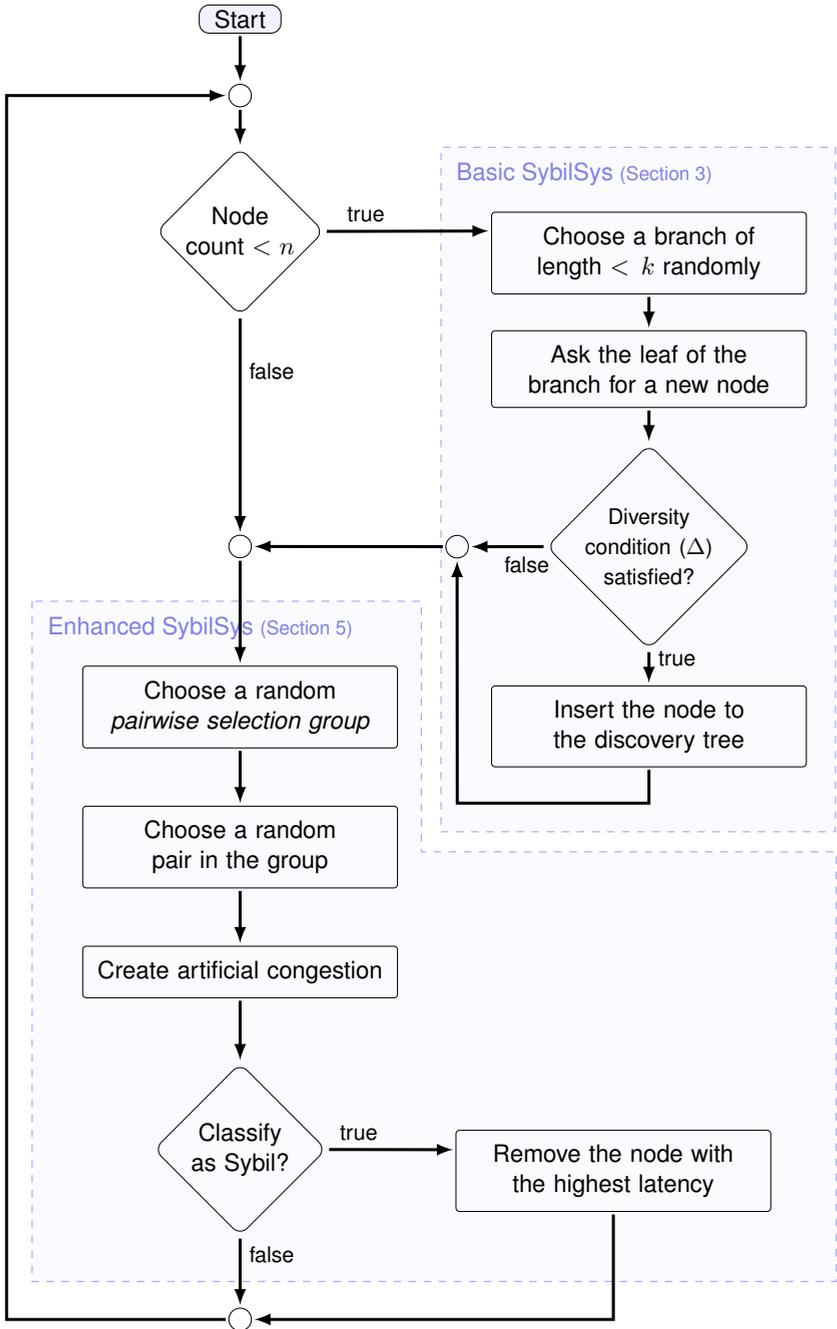 Start
Node
count < n
true
false
Basic SybilSys (Section 3)
Choose a branch of
length < k randomly
Ask the leaf of the
branch for a new node
Diversity
condition (Δ)
satisfied?
false
true
Insert the node to
the discovery tree
Enhanced SybilSys (Section 5)
Choose a random
pairwise selection group
Choose a random
pair in the group
Create artificial congestion
Classify
as Sybil?
true
false
Remove the node with
the highest latency